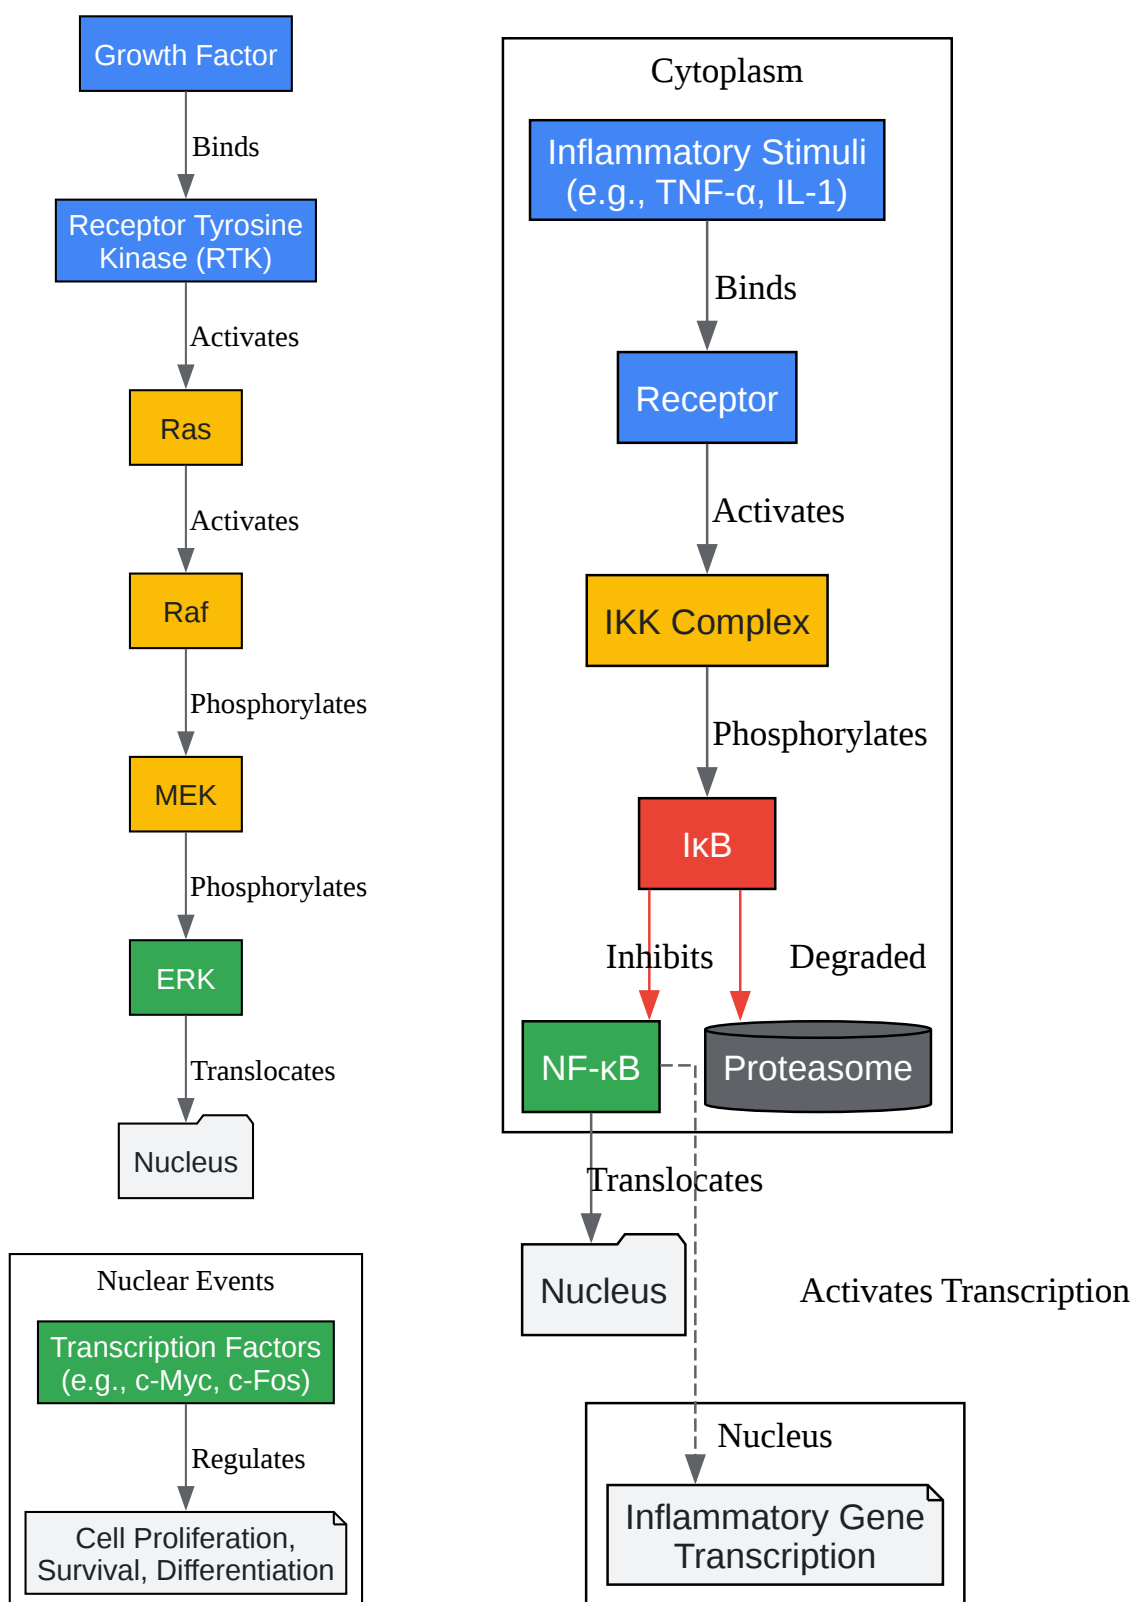 Growth Factor
Binds
Receptor Tyrosine
Kinase (RTK)
Activates
Ras
Activates
Raf
Phosphorylates
MEK
Phosphorylates
ERK
Translocates
Nucleus
Nuclear Events
Transcription Factors
(e.g., c-Myc, c-Fos)
Regulates
Cell Proliferation,
Survival, Differentiation
Cytoplasm
Inflammatory Stimuli
(e.g., TNF-α, IL-1)
Binds
Receptor
Activates
IKK Complex
Phosphorylates
IκB
Inhibits
Degraded
NF-κB
Proteasome
Translocates
Nucleus
Activates Transcription
Nucleus
Inflammatory Gene
Transcription